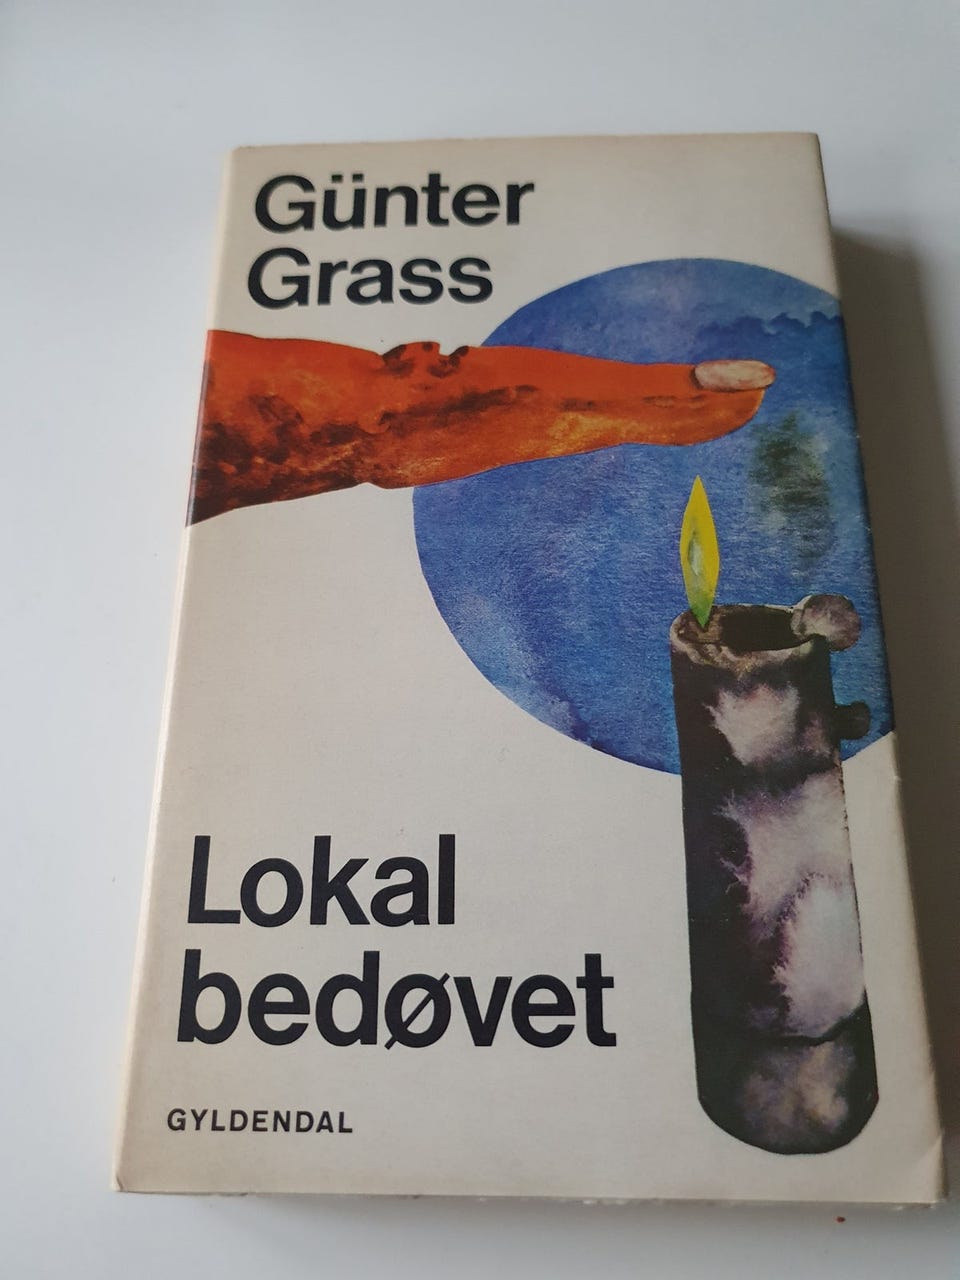 Günter
Grass
Lokal
bedøvet
GYLDENDAL